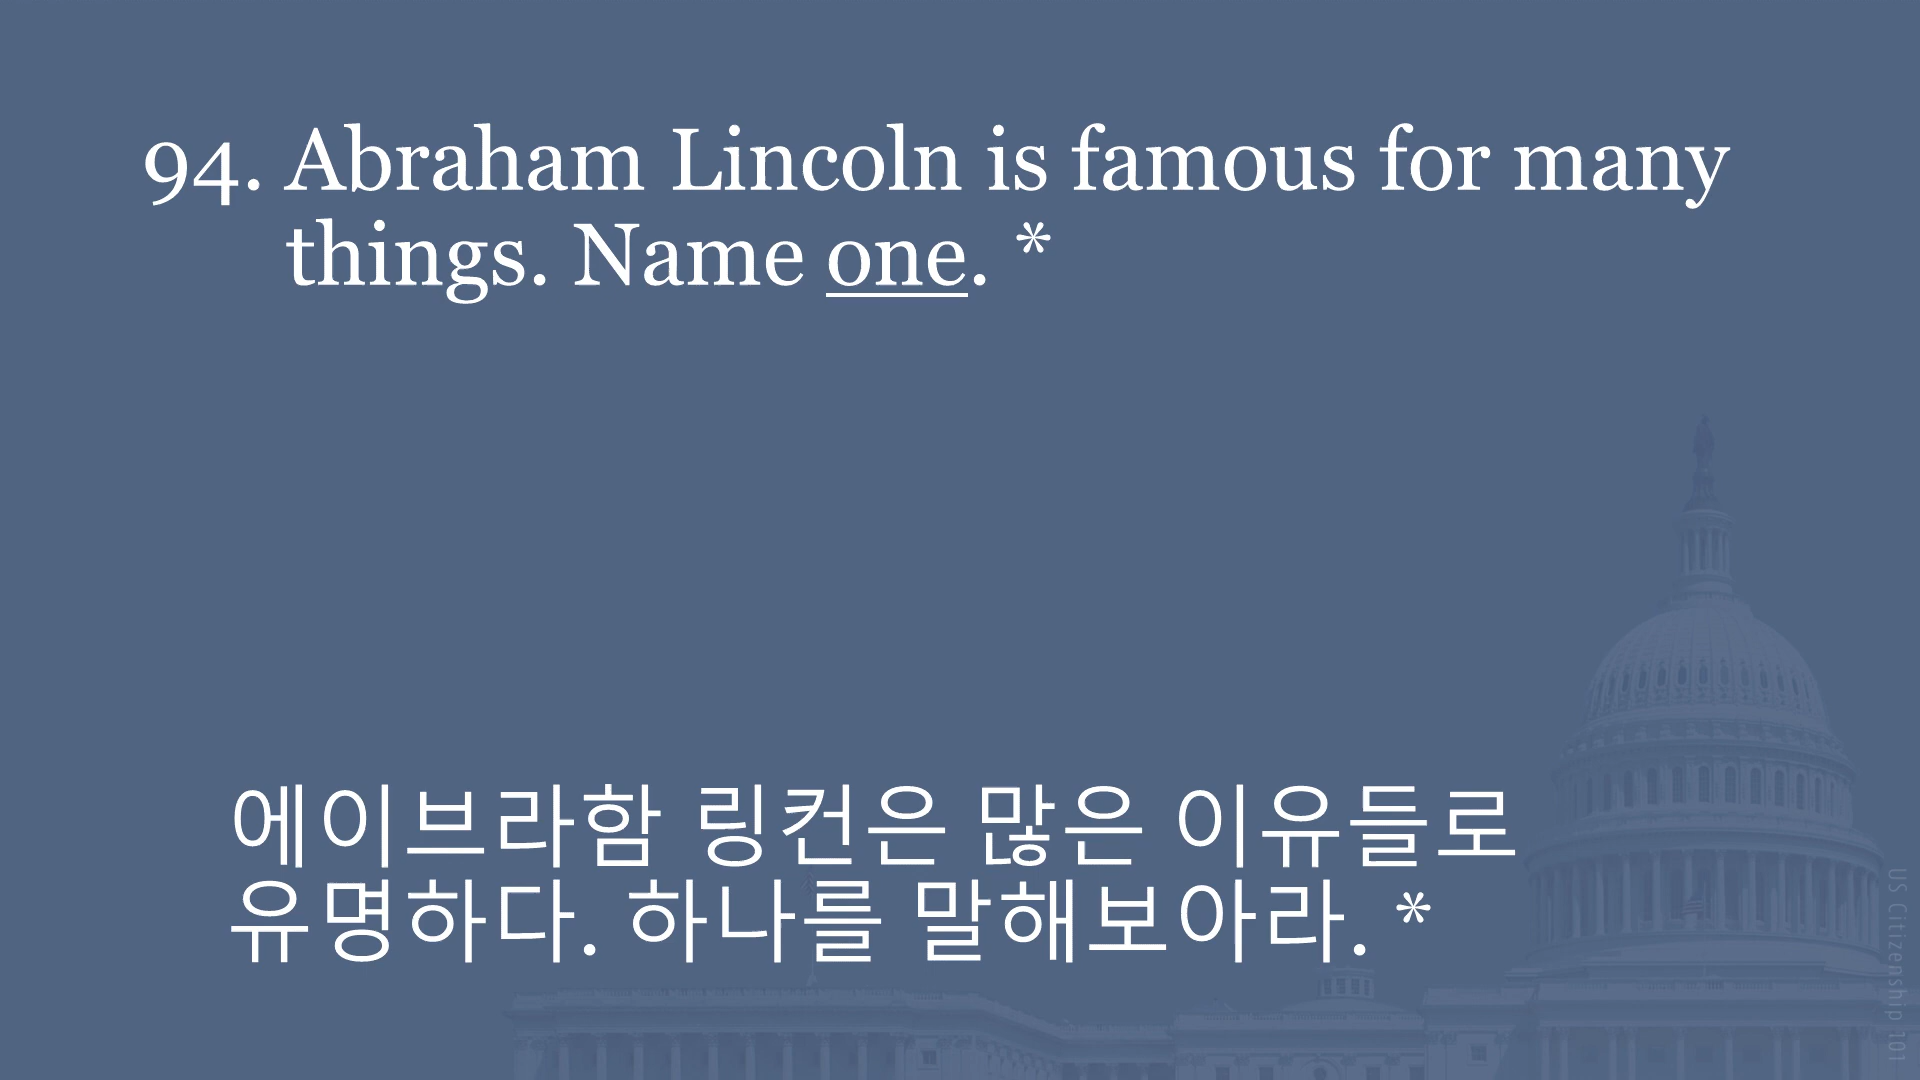 94. Abraham Lincoln is famous for many
things. Name one. *
에이브라함 링컨은 많은 이유들로
유명하다. 하나를 말해보아라. *
US Citizenship 101